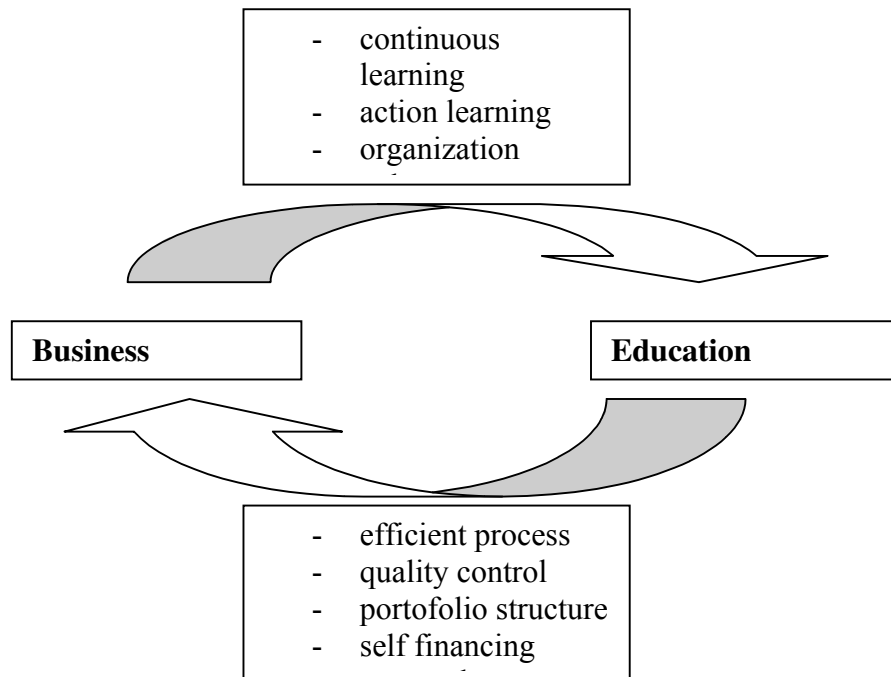 - continuous
learning
- action learning
- organization
Business
Education
- efficient process
- quality control
- portofolio structure
- self financing